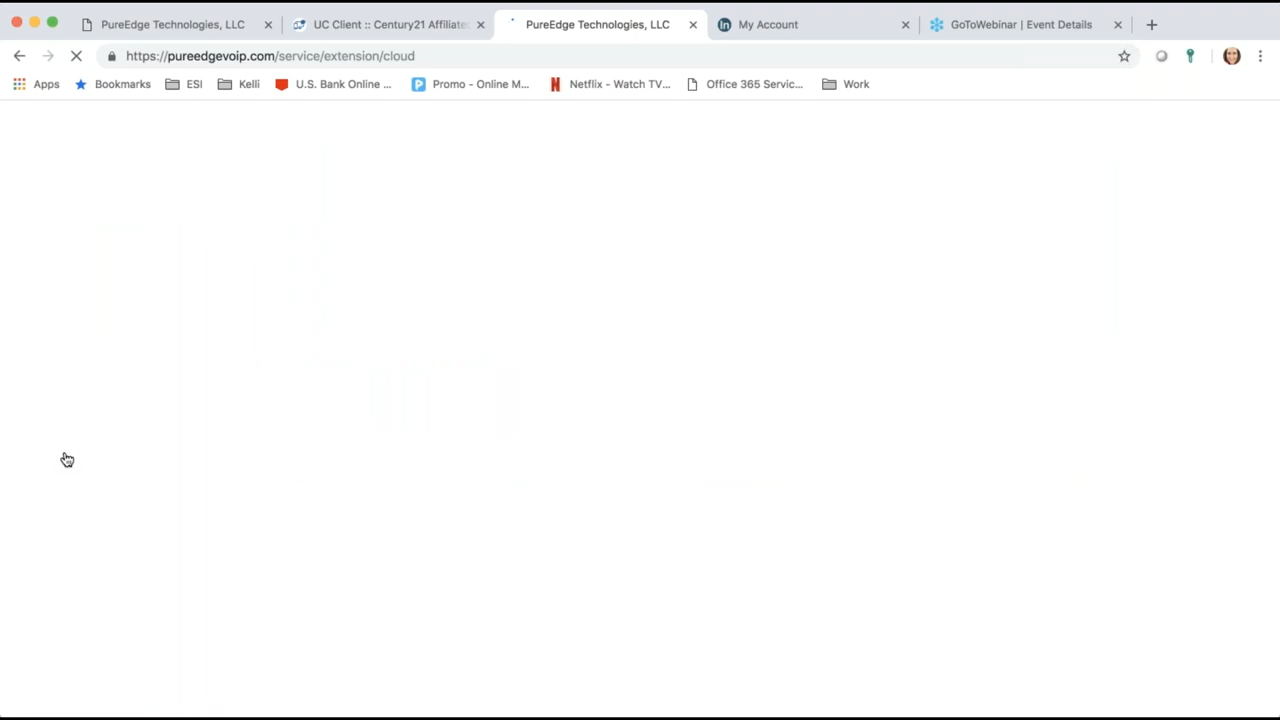 PureEdge Technologies, LLC
UC Client :: Century21 Affiliate
PureEdge Technologies, LLC
My Account
GoToWebinar | Event Details
https://pureedgevoip.com/service/extension/cloud
Apps
Bookmarks
ESI
Kelli
U.S. Bank Online ...
Promo - Online M...
Netflix - Watch TV...
Office 365 Servic...
Work